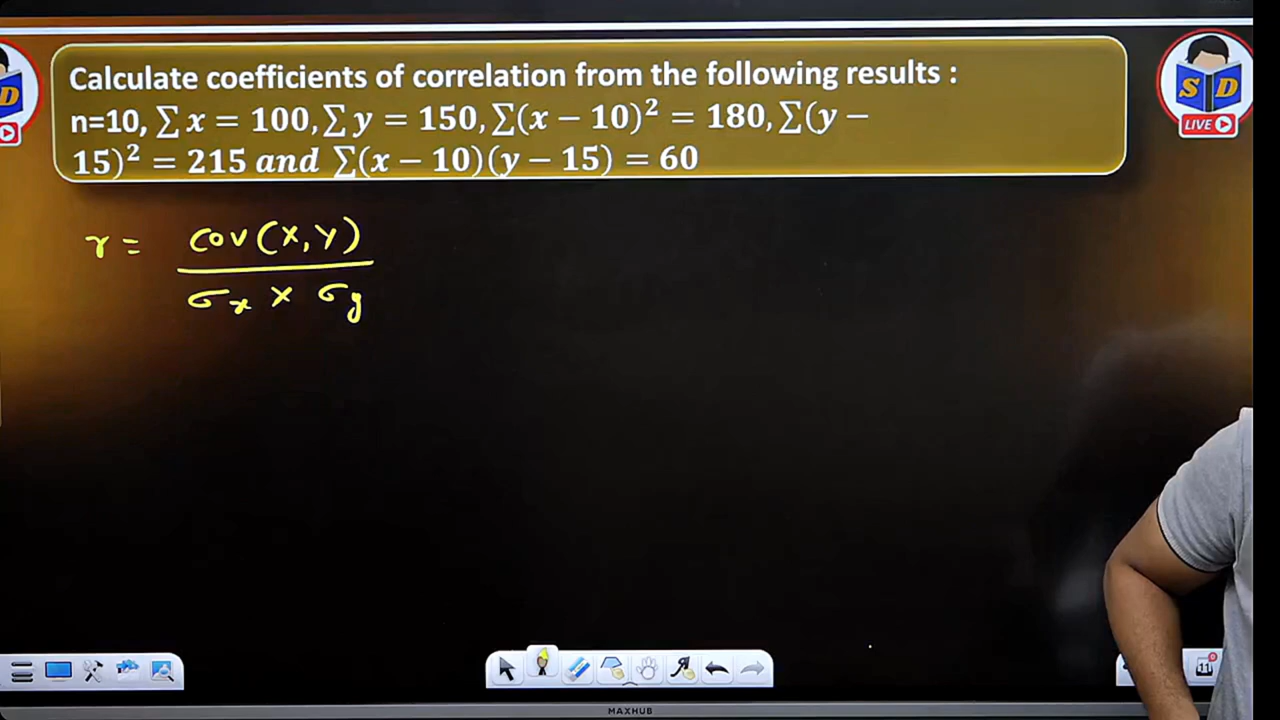 Calculate coefficients of correlation from the following results :
n=10, ∑ x = 100, ∑ y = 150, ∑(x − 10)² = 180, ∑(y −
15)² = 215 and ∑(x − 10)(y − 15) = 60
S D
LIVE
D
r = cov(X,Y)
σx × σy
11
MAXHUB